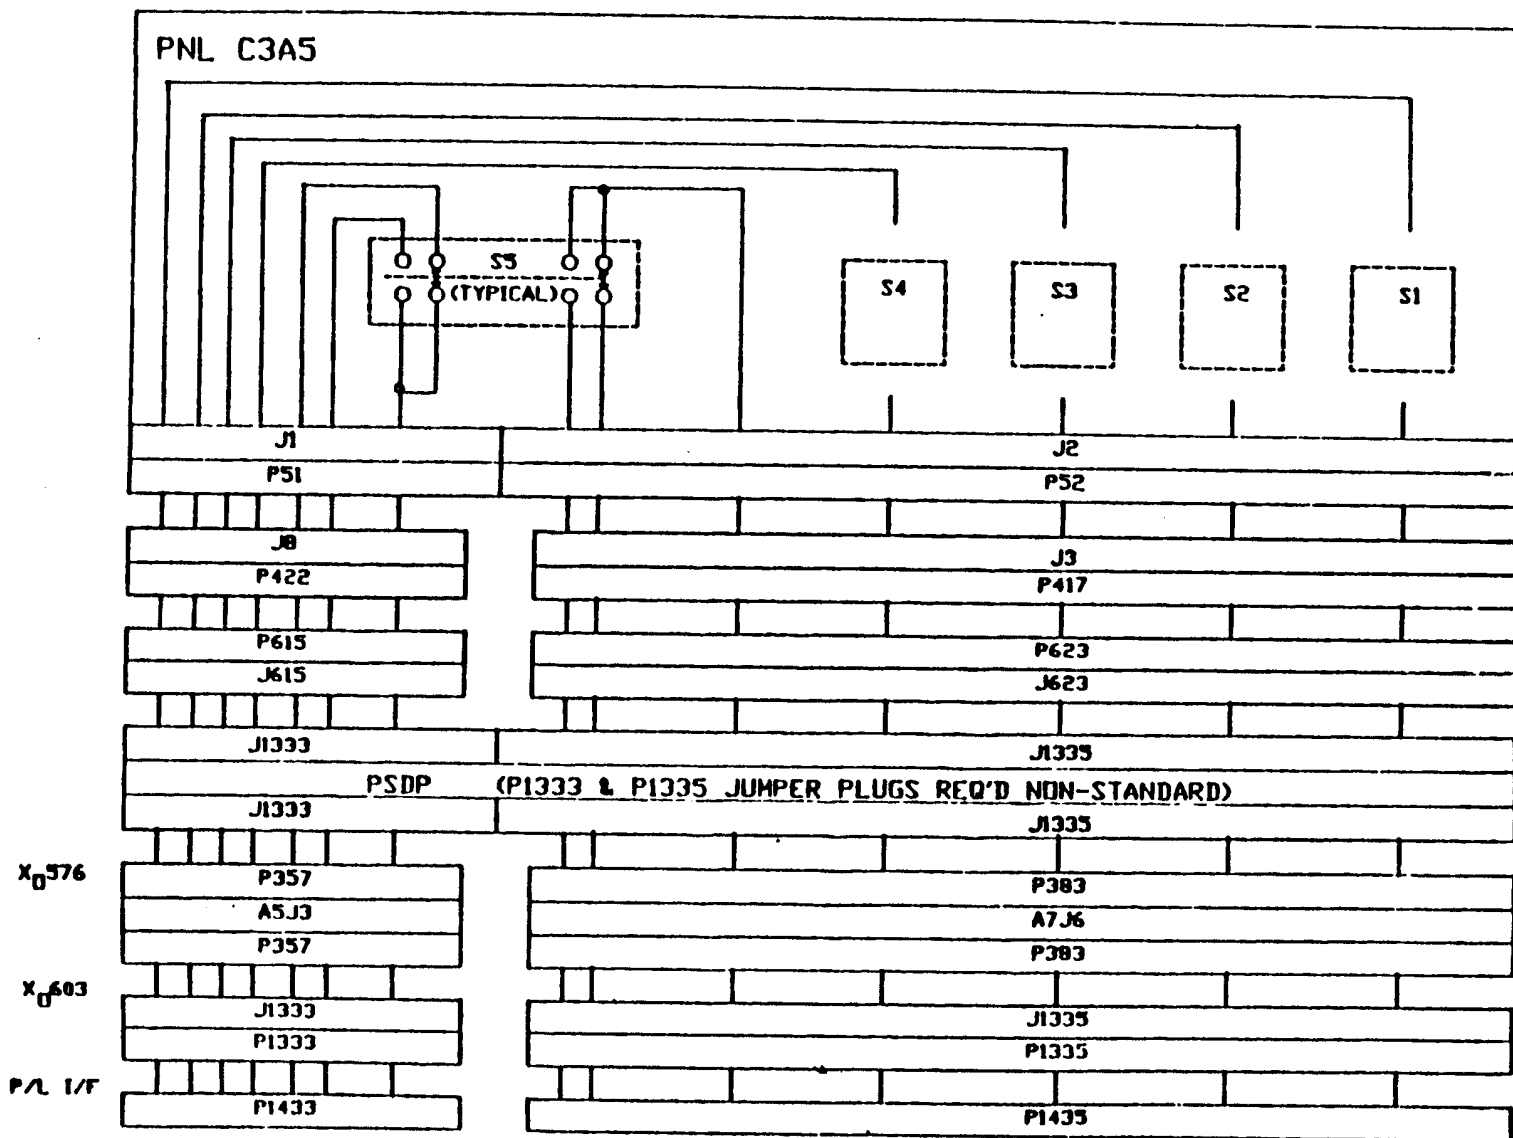 PNL C3A5
S5
(TYPICAL)
S4
S3
S2
S1
J1
J2
P51
P52
J8
J3
P422
P417
P615
P623
J615
J623
J1333
J1335
PSDP (P1333 & P1335 JUMPER PLUGS REQ'D NON-STANDARD)
J1333
J1335
X₀576
P357
P383
A5J3
A7J6
P357
P383
X₀603
J1333
J1335
P1333
P1335
P/L I/F
P1433
P1435